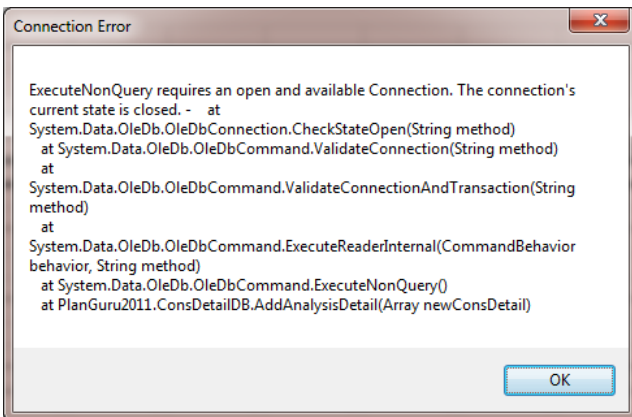 Connection Error
ExecuteNonQuery requires an open and available Connection. The connection's
current state is closed. -    at
System.Data.OleDb.OleDbConnection.CheckStateOpen(String method)
   at System.Data.OleDb.OleDbCommand.ValidateConnection(String method)
   at
System.Data.OleDb.OleDbCommand.ValidateConnectionAndTransaction(String
method)
   at
System.Data.OleDb.OleDbCommand.ExecuteReaderInternal(CommandBehavior
behavior, String method)
   at System.Data.OleDb.OleDbCommand.ExecuteNonQuery()
   at PlanGuru2011.ConsDetailDB.AddAnalysisDetail(Array newConsDetail)
OK